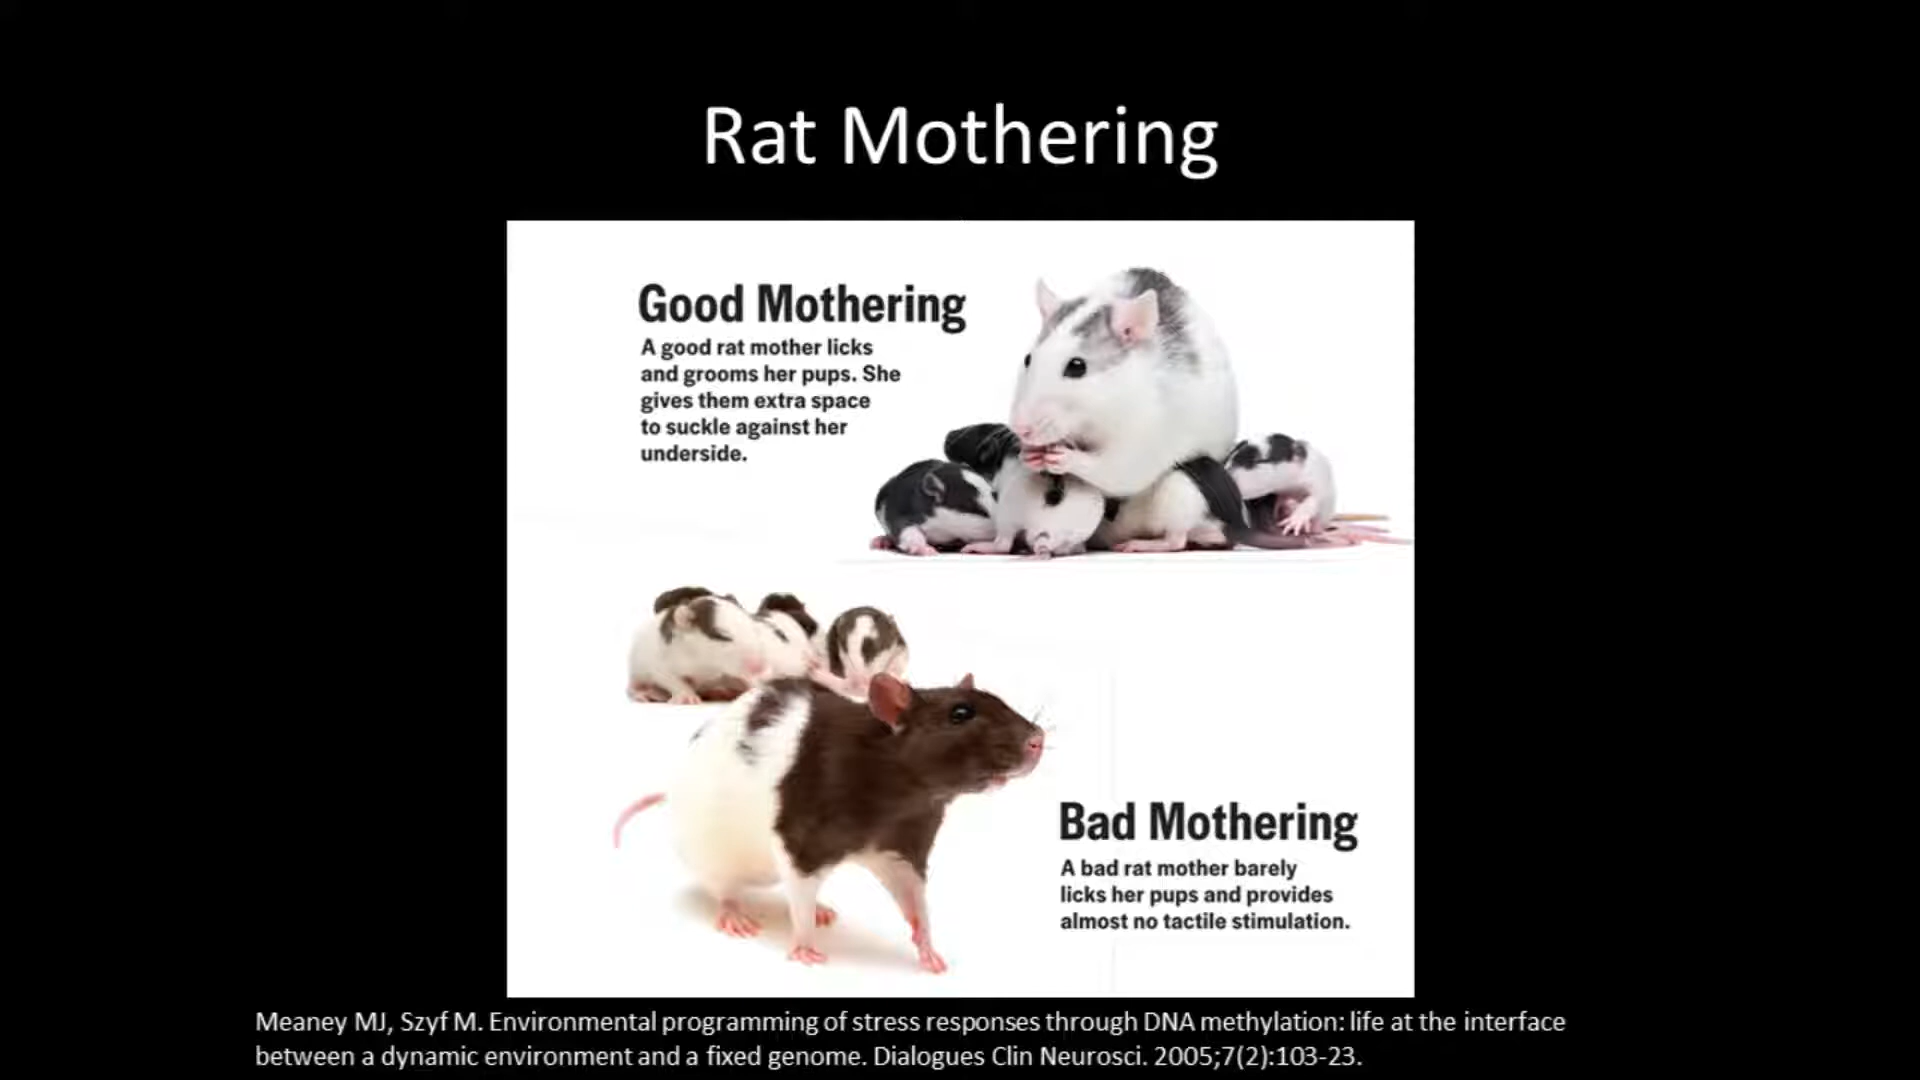 Rat Mothering
Good Mothering
A good rat mother licks
and grooms her pups. She
gives them extra space
to suckle against her
underside.
Bad Mothering
A bad rat mother barely
licks her pups and provides
almost no tactile stimulation.
Meaney MJ, Szyf M. Environmental programming of stress responses through DNA methylation: life at the interface
between a dynamic environment and a fixed genome. Dialogues Clin Neurosci. 2005;7(2):103-23.